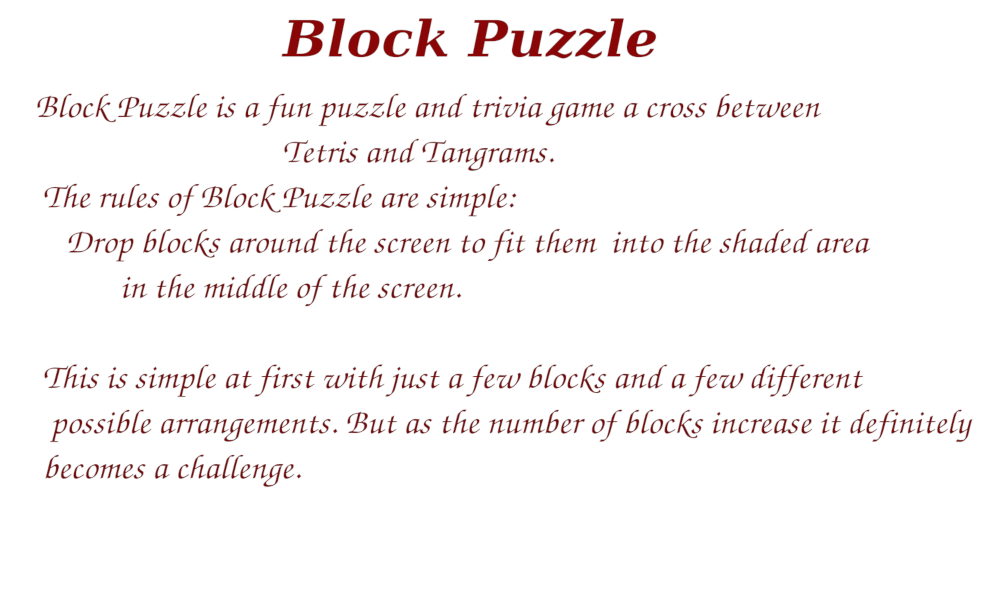 Block Puzzle
Block Puzzle is a fun puzzle and trivia game a cross between
Tetris and Tangrams.
The rules of Block Puzzle are simple:
Drop blocks around the screen to fit them into the shaded area
in the middle of the screen.
This is simple at first with just a few blocks and a few different
possible arrangements. But as the number of blocks increase it definitely
becomes a challenge.